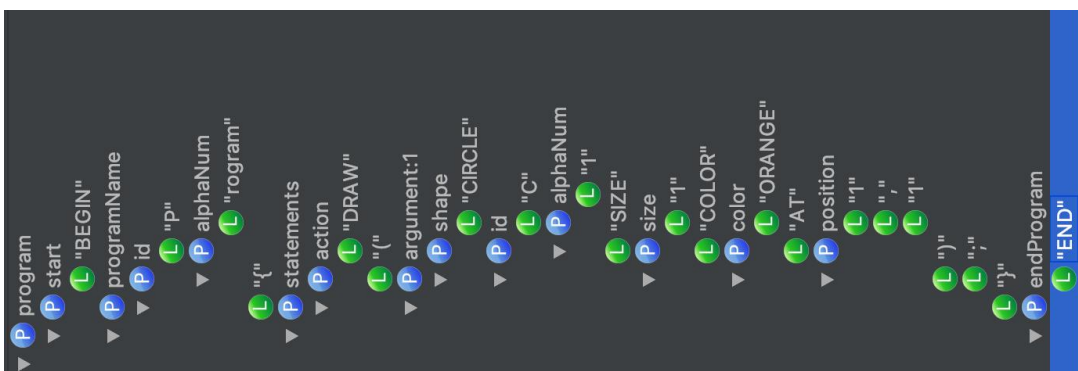 P program
P start
L "BEGIN"
P programName
P id
L "P"
P alphaNum
L "rogram"
L "{"
P statements
P action
L "DRAW"
L "("
P argument:1
P shape
L "CIRCLE"
P id
L "C"
P alphaNum
L "1"
L "SIZE"
P size
L "1"
L "COLOR"
P color
L "ORANGE"
L "AT"
P position
L "1"
L ","
L "1"
L ")"
L ";"
L "}"
P endProgram
L "END"